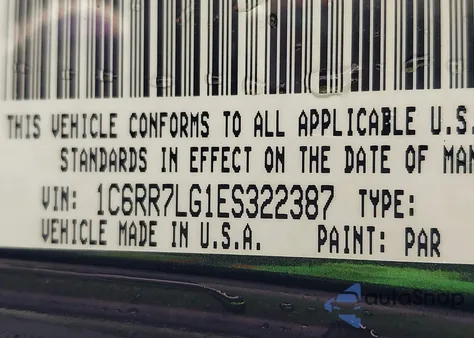 THIS VEHICLE CONFORMS TO ALL APPLICABLE U.S.
STANDARDS IN EFFECT ON THE DATE OF MAN
VIN: 1C6RR7LG1ES322387 TYPE:
VEHICLE MADE IN U.S.A. PAINT: PAR